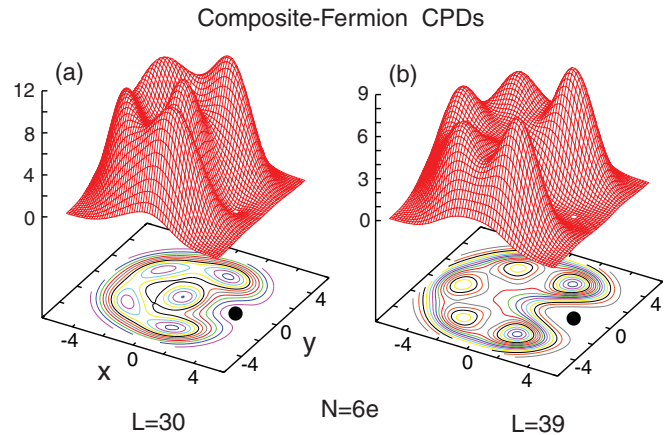 Composite-Fermion CPDs
(a) (b)
12 9
8 6
4 3
0 0
-4 0 4 -4 0 4
x y
-4 0 4 -4 0 4
L=30 N=6e L=39